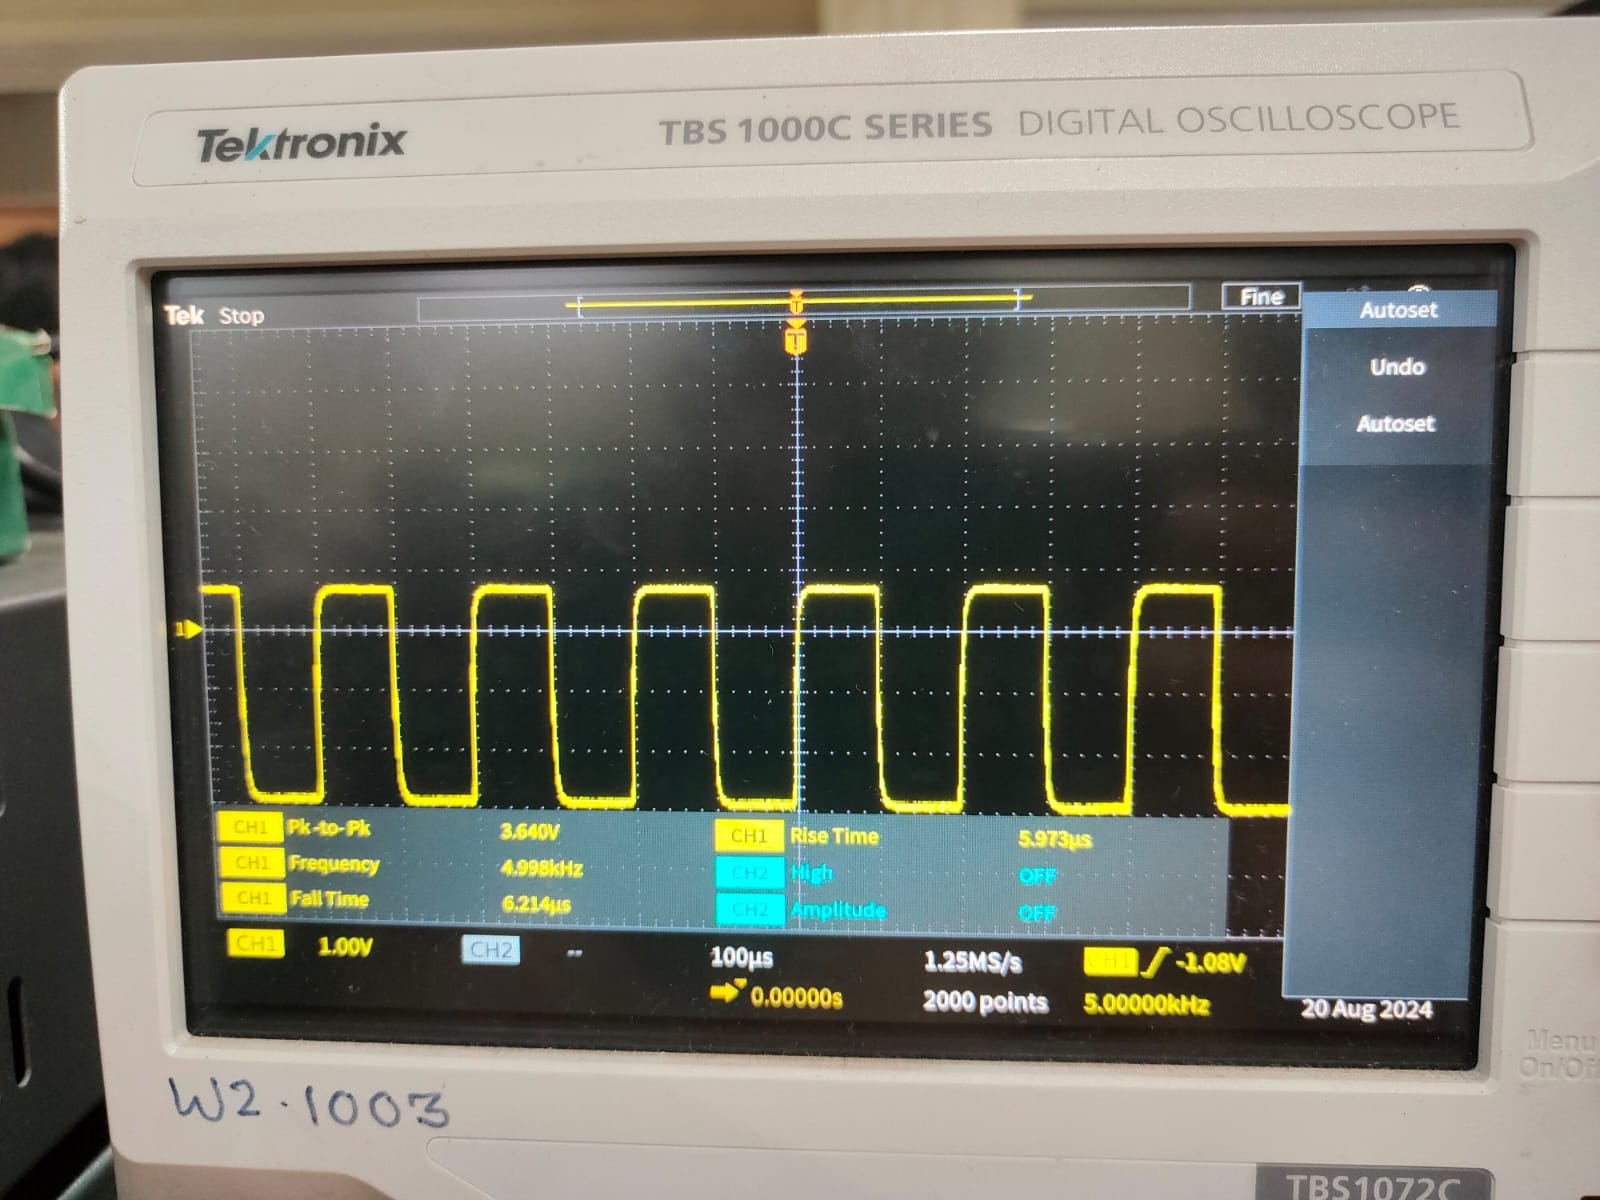 Tektronix
TBS 1000C SERIES DIGITAL OSCILLOSCOPE
Tek Stop
Fine
Autoset
Undo
Autoset
1
CH1 Pk-to-Pk 3.640V
CH1 Rise Time 5.973µs
CH1 Frequency 4.998kHz
CH2 High OFF
CH1 Fall Time 6.214µs
CH2 Amplitude OFF
CH1 1.00V
CH2 --
100µs
1.25MS/s
CH1 -1.08V
0.00000s
2000 points
5.00000kHz
20 Aug 2024
Menu
On/Off
W2.1003
TBS1072C